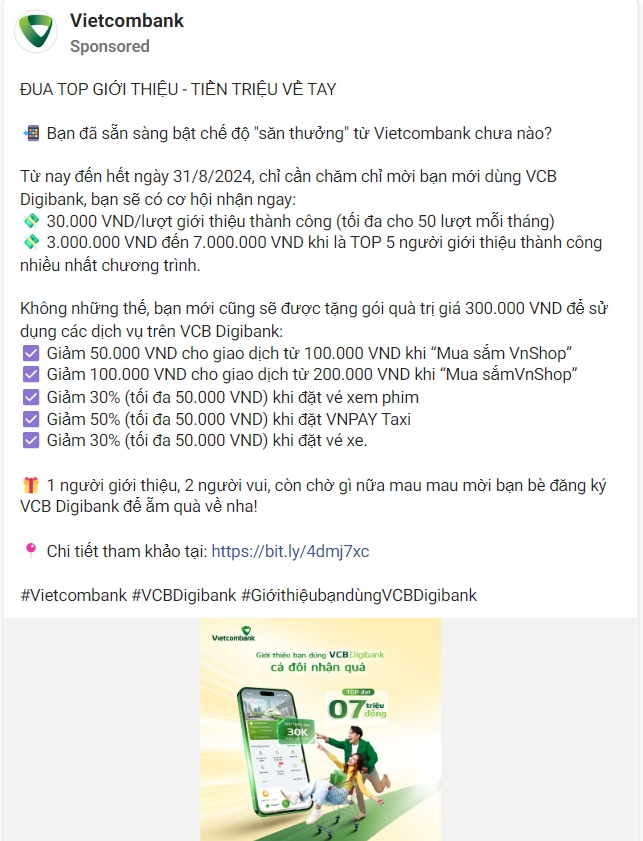 Vietcombank
Sponsored
ĐUA TOP GIỚI THIỆU - TIỀN TRIỆU VỀ TAY
📲 Bạn đã sẵn sàng bật chế độ "săn thưởng" từ Vietcombank chưa nào?
Từ nay đến hết ngày 31/8/2024, chỉ cần chăm chỉ mời bạn mới dùng VCB
Digibank, bạn sẽ có cơ hội nhận ngay:
💸 30.000 VND/lượt giới thiệu thành công (tối đa cho 50 lượt mỗi tháng)
💸 3.000.000 VND đến 7.000.000 VND khi là TOP 5 người giới thiệu thành công
nhiều nhất chương trình.
Không những thế, bạn mới cũng sẽ được tặng gói quà trị giá 300.000 VND để sử
dụng các dịch vụ trên VCB Digibank:
☑ Giảm 50.000 VND cho giao dịch từ 100.000 VND khi “Mua sắm VnShop”
☑ Giảm 100.000 VND cho giao dịch từ 200.000 VND khi “Mua sắmVnShop”
☑ Giảm 30% (tối đa 50.000 VND) khi đặt vé xem phim
☑ Giảm 50% (tối đa 50.000 VND) khi đặt VNPAY Taxi
☑ Giảm 30% (tối đa 50.000 VND) khi đặt vé xe.
🎁 1 người giới thiệu, 2 người vui, còn chờ gì nữa mau mau mời bạn bè đăng ký
VCB Digibank để ẵm quà về nha!
📍 Chi tiết tham khảo tại: https://bit.ly/4dmj7xc
#Vietcombank #VCBDigibank #GiớithiệubạndùngVCBDigibank
Vietcombank
Giới thiệu bạn dùng VCB Digibank
cả đôi nhận quà
TOP đạt
07 triệu
đồng
30K